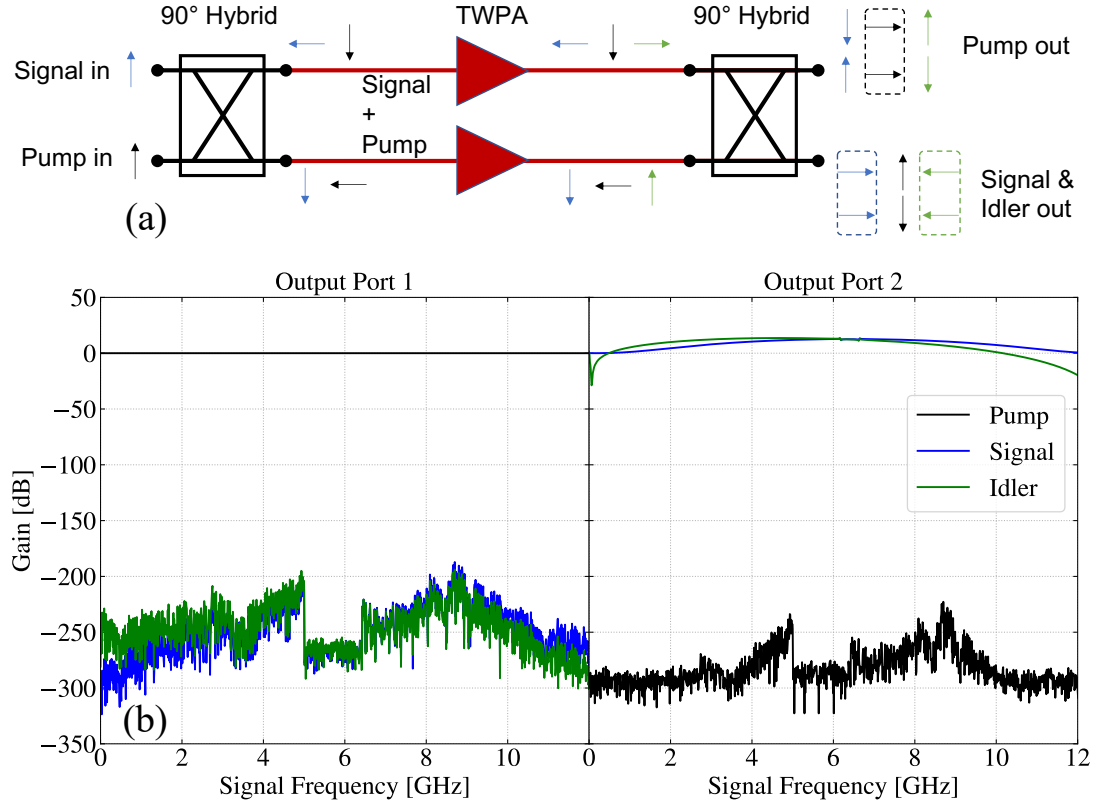 90° Hybrid
TWPA
90° Hybrid
Signal in
Signal
+
Pump
Pump out
Pump in
Signal &
Idler out
(a)
Output Port 1
Output Port 2
50
0
−50
−100
−150
−200
−250
−300
−350
Gain [dB]
Pump
Signal
Idler
(b)
0
2
4
6
8
10
0
2
4
6
8
10
12
Signal Frequency [GHz]
Signal Frequency [GHz]